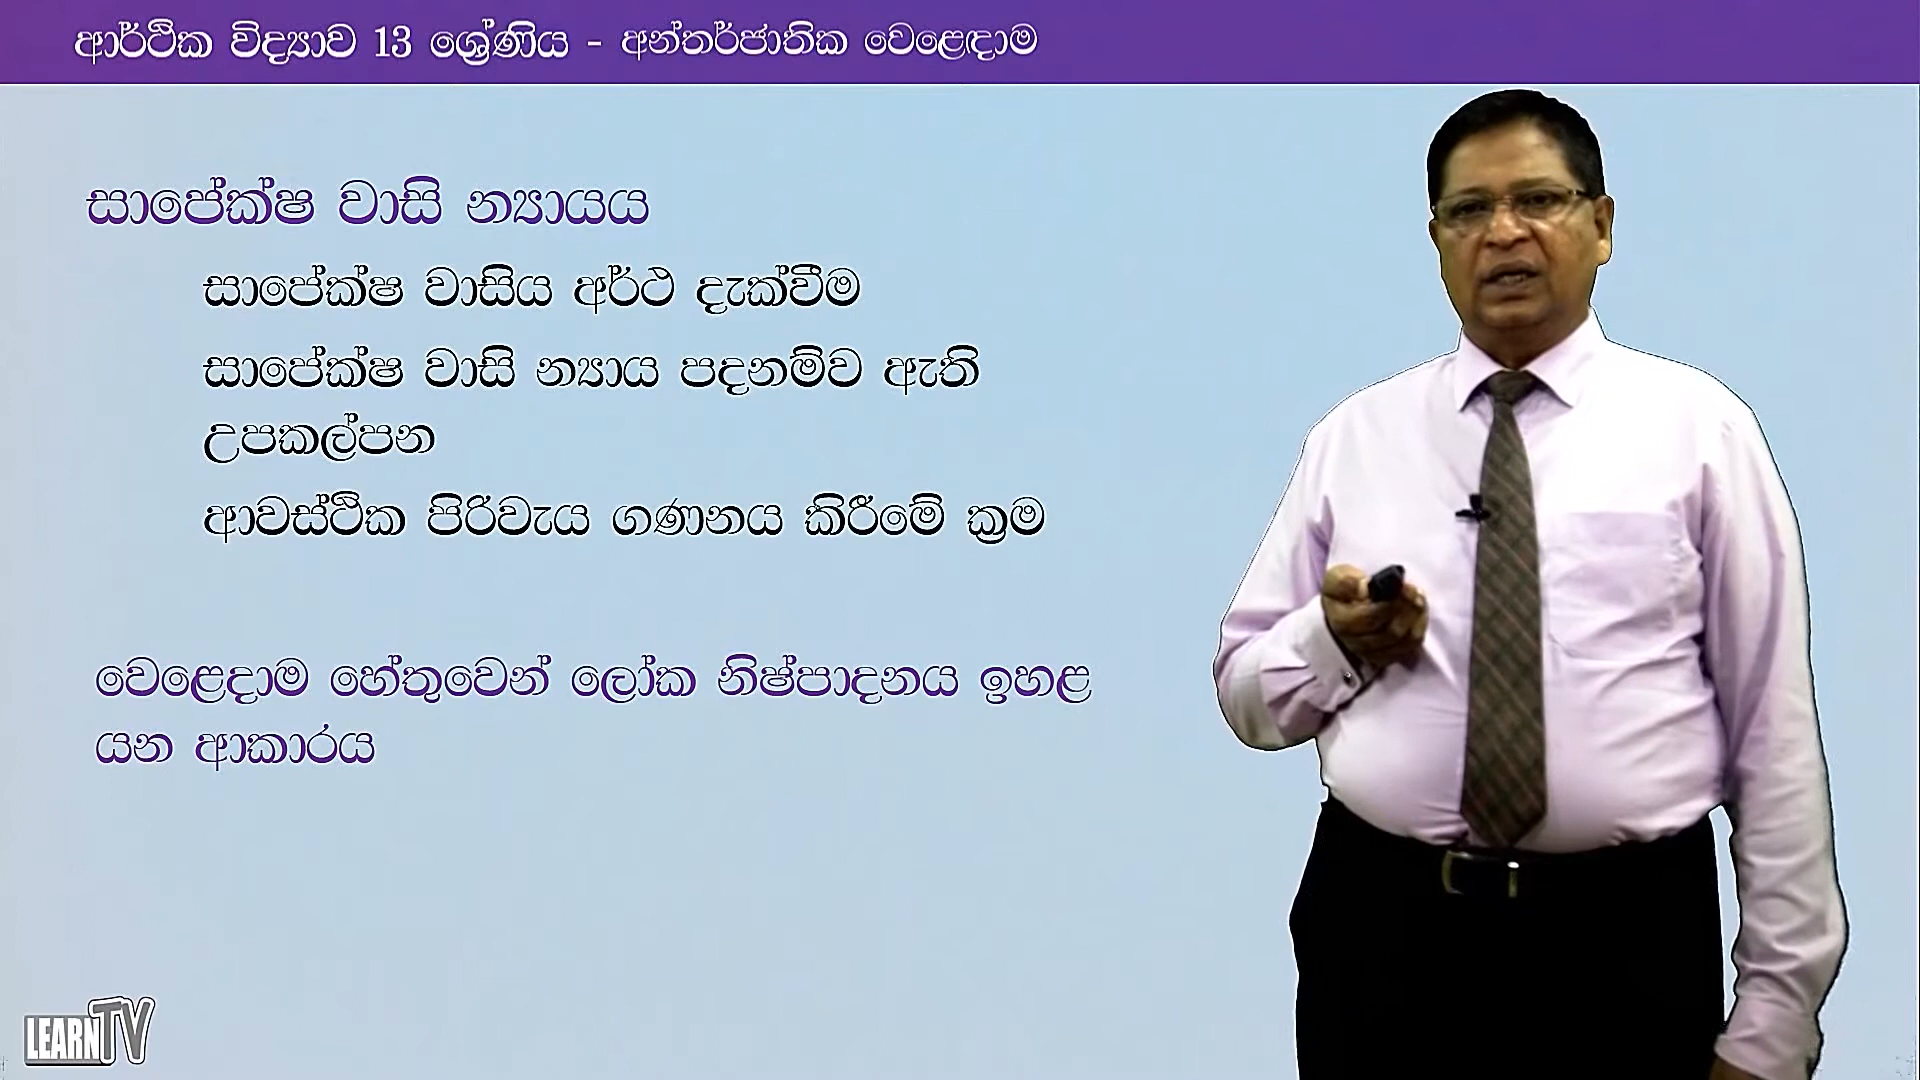 ආර්ථික විද්‍යාව 13 ශ්‍රේණිය - අන්තර්ජාතික වෙළෙඳාම
සාපේක්ෂ වාසි න්‍යායය
සාපේක්ෂ වාසිය අර්ථ දැක්වීම
සාපේක්ෂ වාසි න්‍යාය පදනම්ව ඇති
උපකල්පන
ආවස්ථික පිරිවැය ගණනය කිරීමේ ක්‍රම
වෙළෙදාම හේතුවෙන් ලෝක නිෂ්පාදනය ඉහළ
යන ආකාරය
LEARN TV